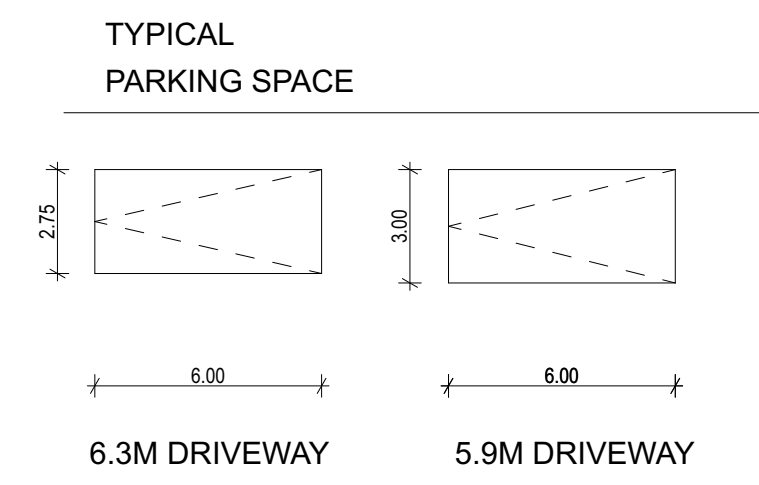 TYPICAL
PARKING SPACE
2.75
3.00
6.00
6.00
6.3M DRIVEWAY
5.9M DRIVEWAY